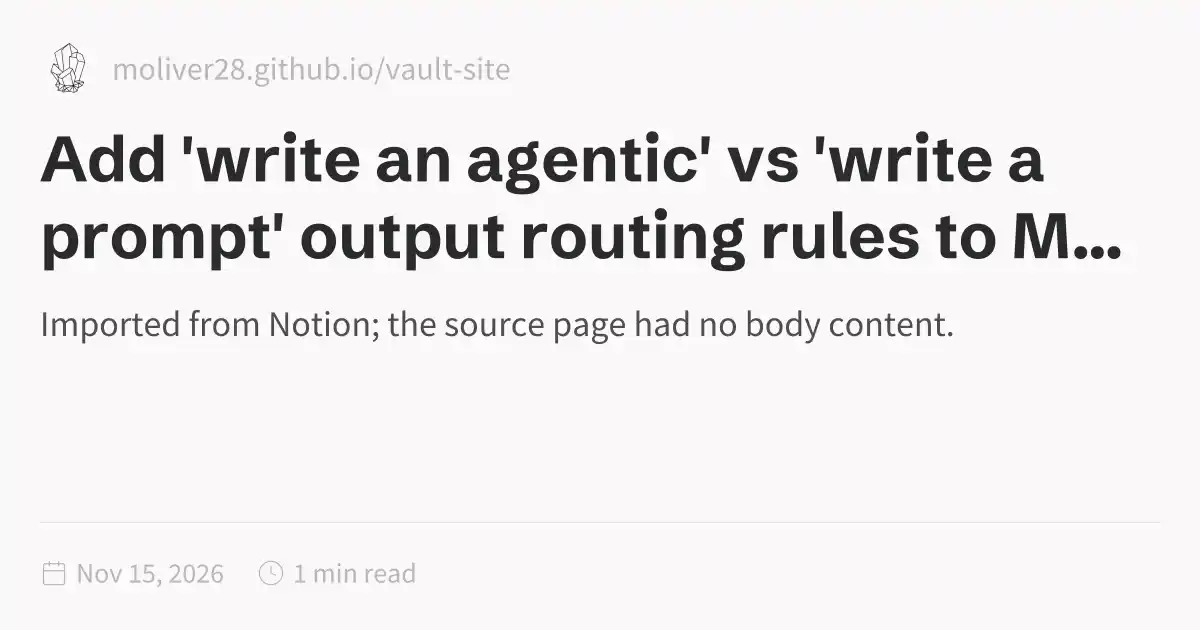 moliver28.github.io/vault-site
Add 'write an agentic' vs 'write a
prompt' output routing rules to M...
Imported from Notion; the source page had no body content.
Nov 15, 2026 1 min read